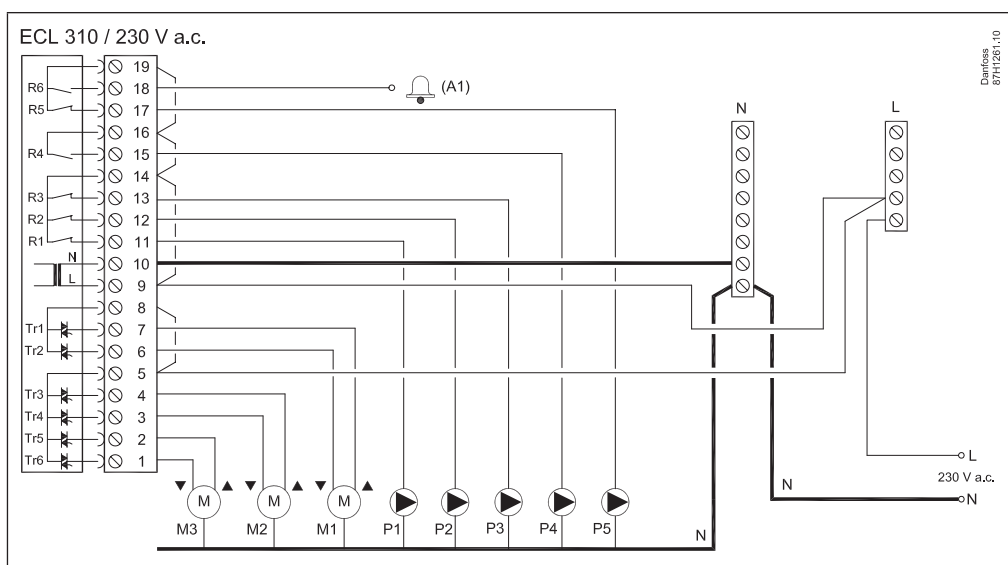 ECL 310 / 230 V a.c.
Danfoss
87H1261.10
19
R6 18 (A1)
R5 17
16
R4 15
14
R3 13
R2 12
R1 11
N 10
L 9
8
Tr1 7
Tr2 6
5
Tr3 4
Tr4 3
Tr5 2
Tr6 1
N L
L
230 V a.c.
N N
M M M
M3 M2 M1 P1 P2 P3 P4 P5 N